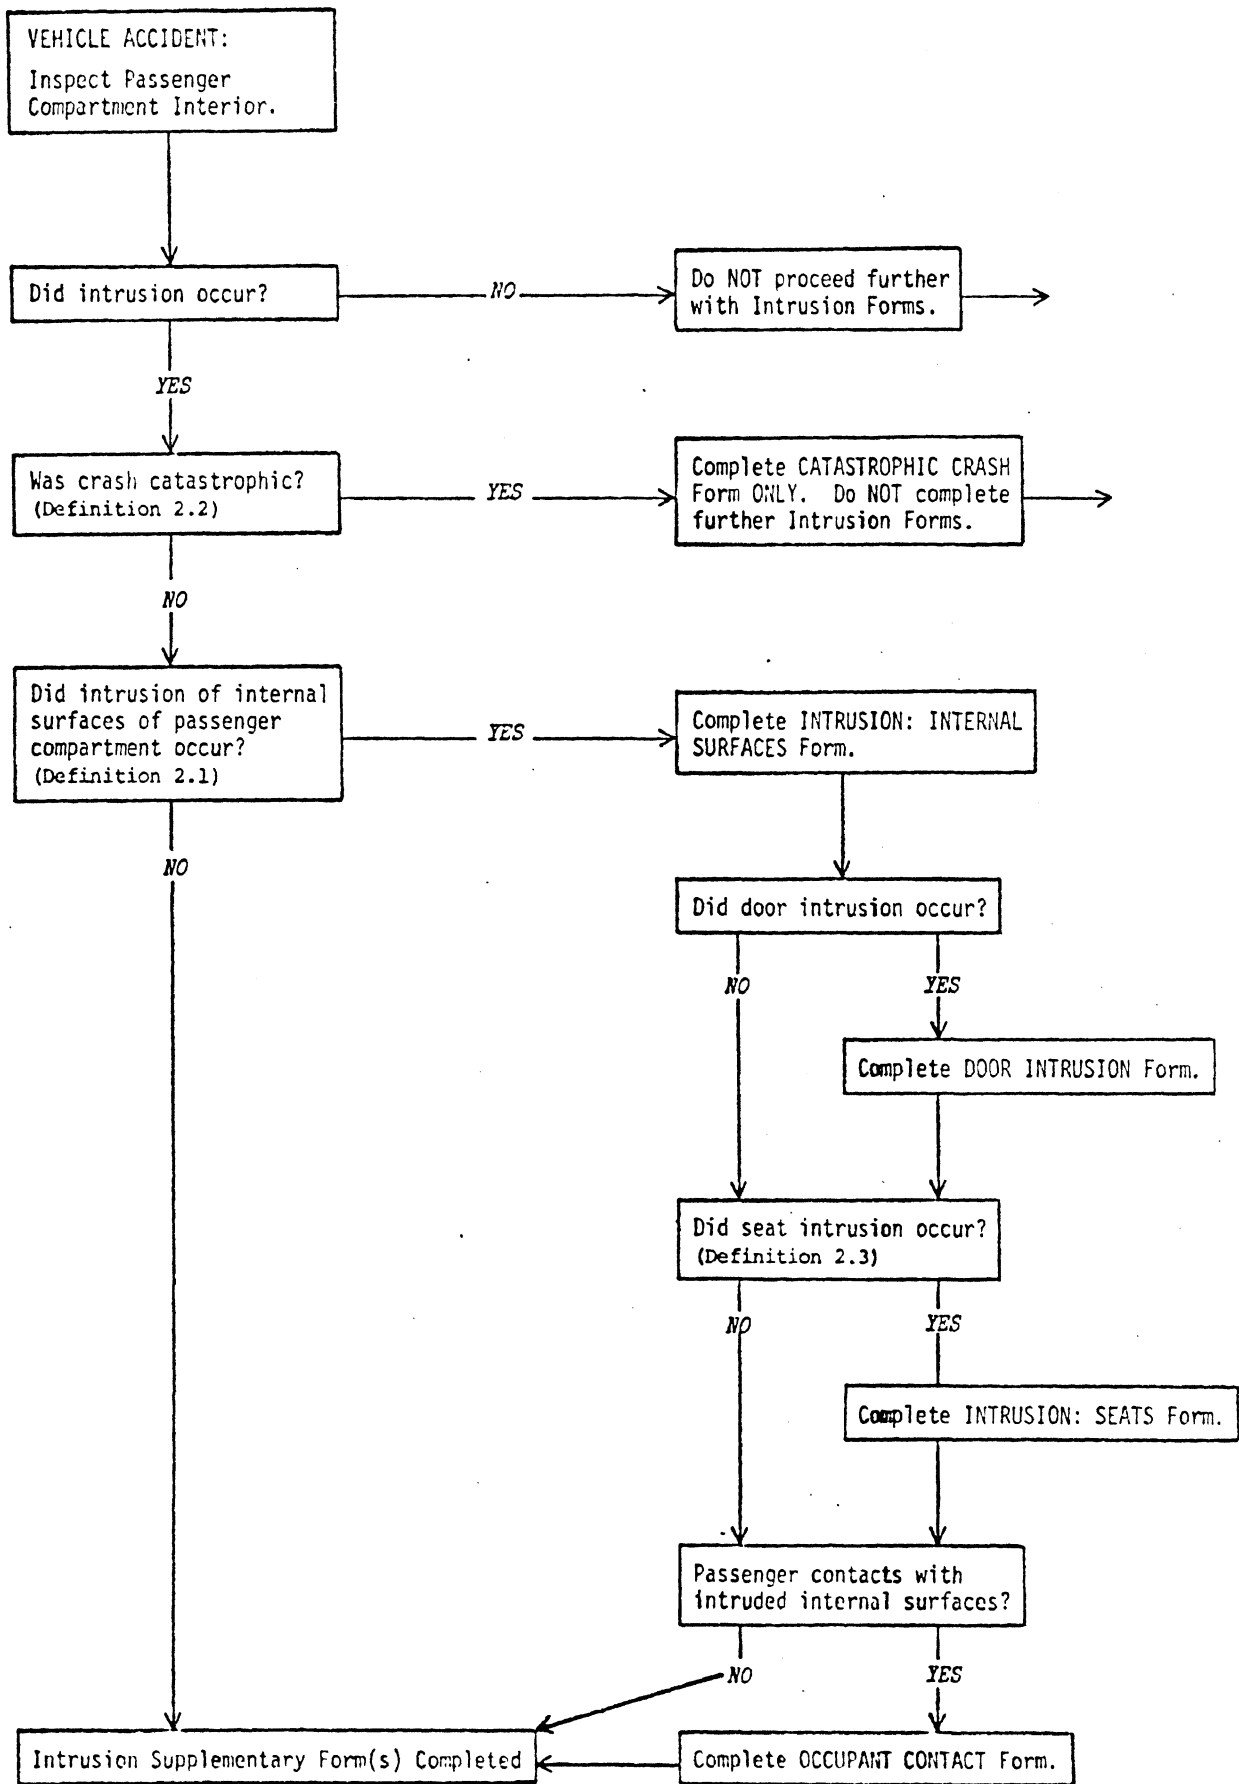 VEHICLE ACCIDENT:
Inspect Passenger
Compartment Interior.
Did intrusion occur?
NO
Do NOT proceed further
with Intrusion Forms.
YES
Was crash catastrophic?
(Definition 2.2)
YES
Complete CATASTROPHIC CRASH
Form ONLY. Do NOT complete
further Intrusion Forms.
NO
Did intrusion of internal
surfaces of passenger
compartment occur?
(Definition 2.1)
YES
Complete INTRUSION: INTERNAL
SURFACES Form.
NO
Did door intrusion occur?
NO
YES
Complete DOOR INTRUSION Form.
Did seat intrusion occur?
(Definition 2.3)
NO
YES
Complete INTRUSION: SEATS Form.
Passenger contacts with
intruded internal surfaces?
NO
YES
Intrusion Supplementary Form(s) Completed
Complete OCCUPANT CONTACT Form.